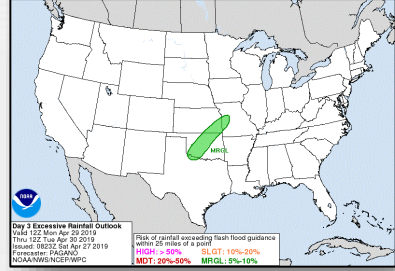 MRGL
NOAA
Day 3 Excessive Rainfall Outlook
Valid 12Z Mon Apr 29 2019
Thru 12Z Tue Apr 30 2019
Issued: 0823Z Sat Apr 27 2019
Forecaster: PAGANO
NOAA/NWS/NCEP/WPC
Risk of rainfall exceeding flash flood guidance
within 25 miles of a point
HIGH: > 50% SLGT: 10%-20%
MDT: 20%-50% MRGL: 5%-10%